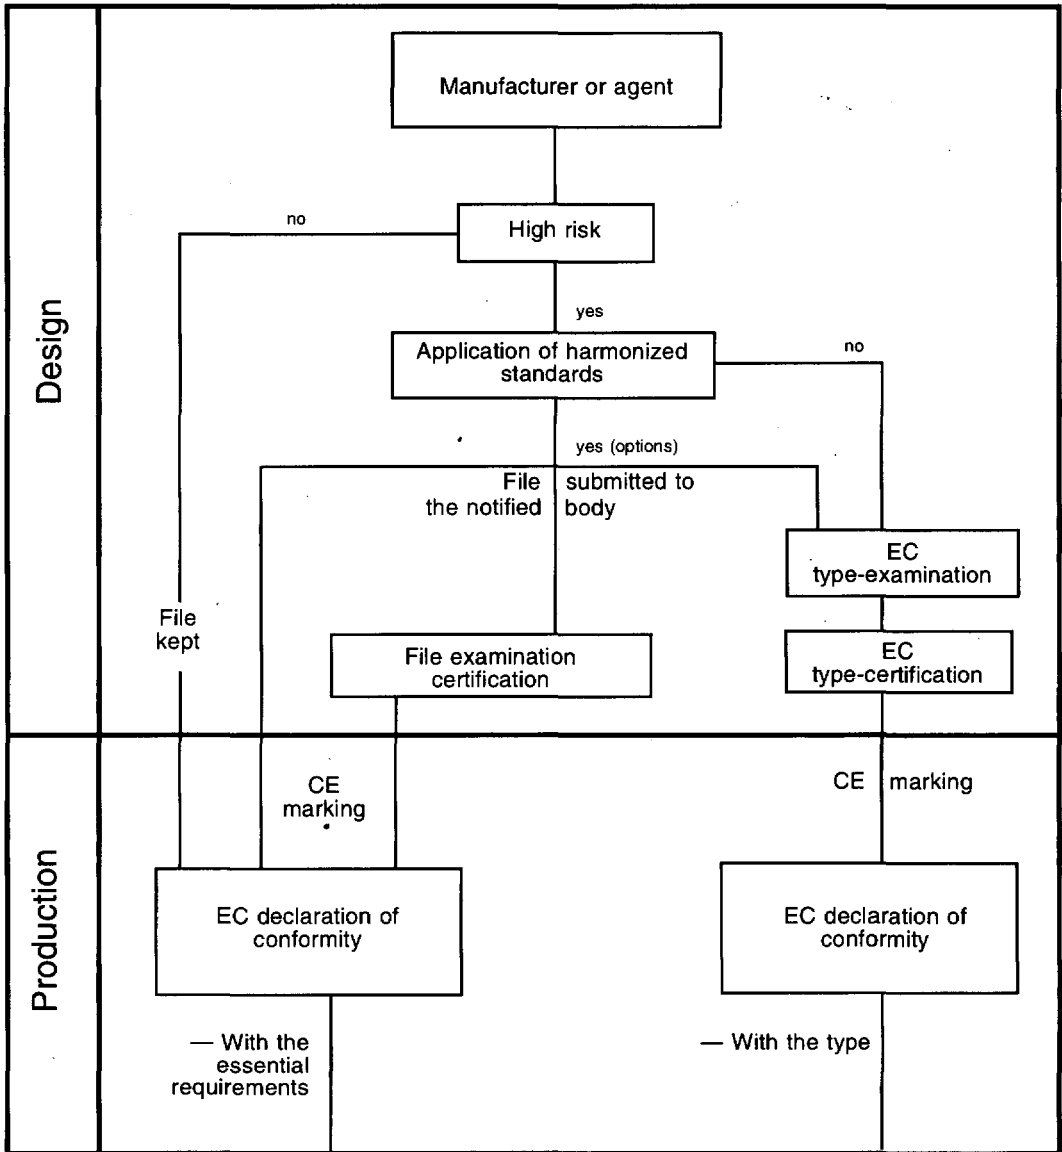 Manufacturer or agent
no
High risk
yes
Application of harmonized
standards
no
yes (options)
File submitted to
the notified body
Design
EC
type-examination
File
kept
File examination
certification
EC
type-certification
CE
marking
CE marking
Production
EC declaration of
conformity
EC declaration of
conformity
— With the
essential
requirements
— With the type